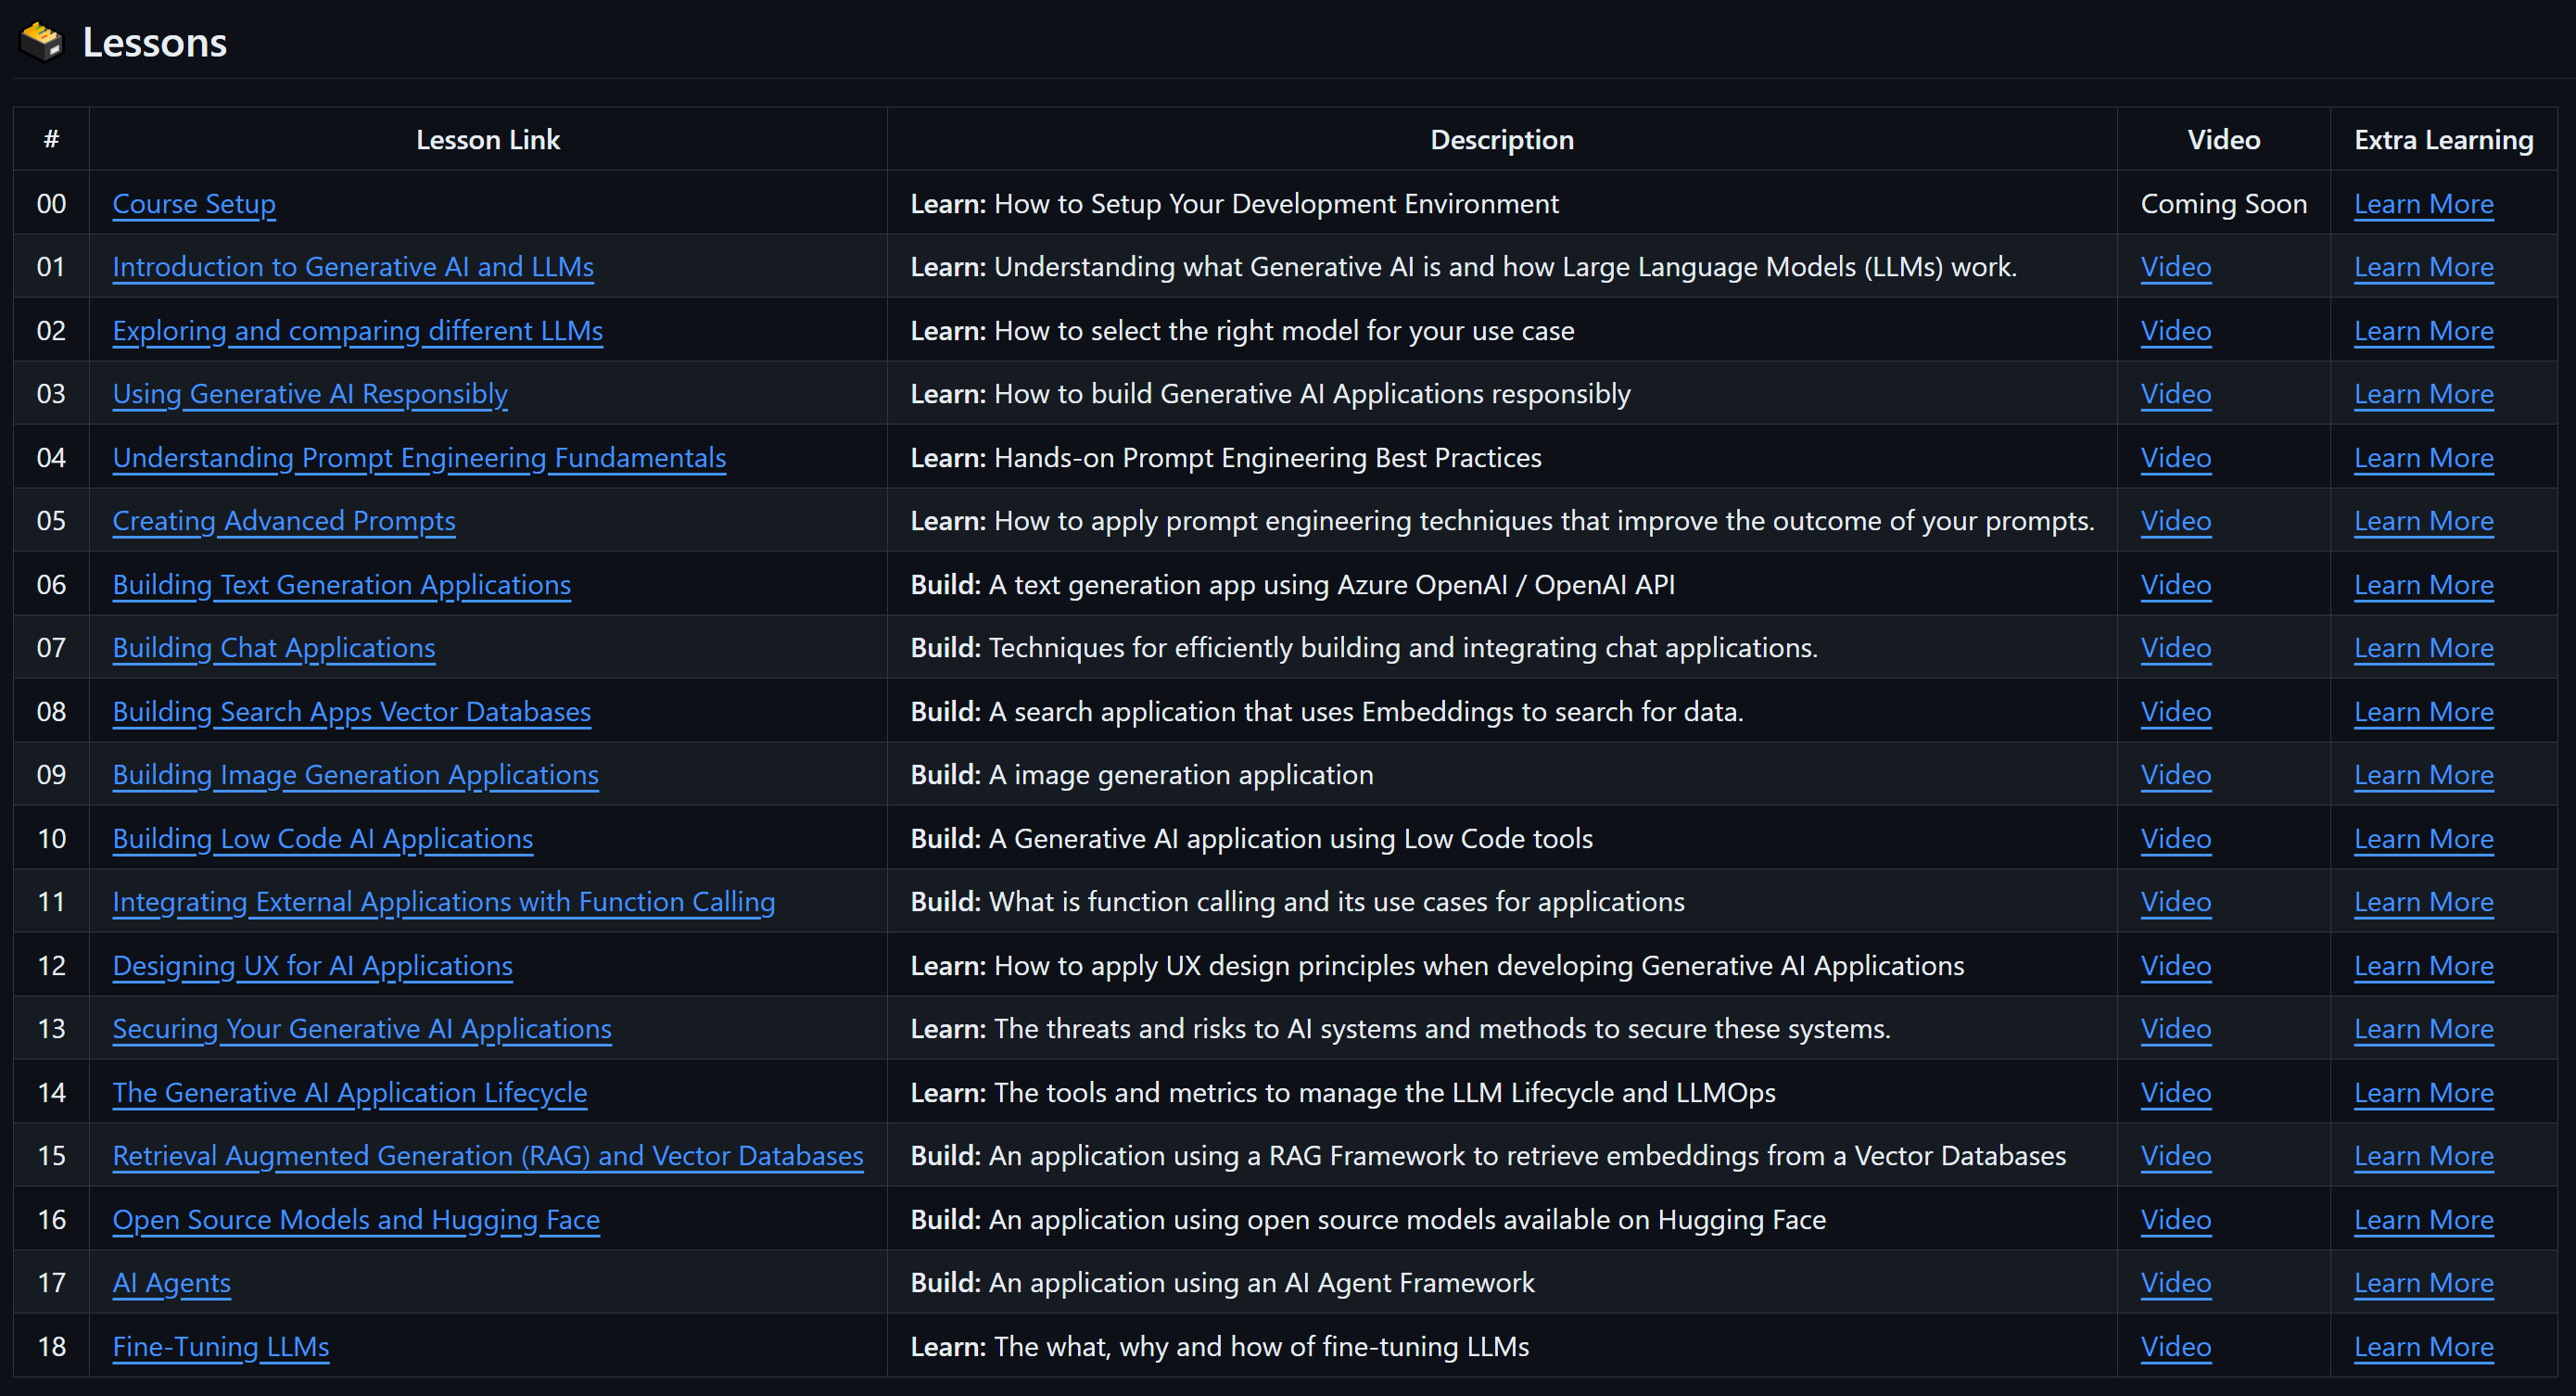 Lessons
# Lesson Link Description Video Extra Learning
00 Course Setup Learn: How to Setup Your Development Environment Coming Soon Learn More
01 Introduction to Generative AI and LLMs Learn: Understanding what Generative AI is and how Large Language Models (LLMs) work. Video Learn More
02 Exploring and comparing different LLMs Learn: How to select the right model for your use case Video Learn More
03 Using Generative AI Responsibly Learn: How to build Generative AI Applications responsibly Video Learn More
04 Understanding Prompt Engineering Fundamentals Learn: Hands-on Prompt Engineering Best Practices Video Learn More
05 Creating Advanced Prompts Learn: How to apply prompt engineering techniques that improve the outcome of your prompts. Video Learn More
06 Building Text Generation Applications Build: A text generation app using Azure OpenAI / OpenAI API Video Learn More
07 Building Chat Applications Build: Techniques for efficiently building and integrating chat applications. Video Learn More
08 Building Search Apps Vector Databases Build: A search application that uses Embeddings to search for data. Video Learn More
09 Building Image Generation Applications Build: A image generation application Video Learn More
10 Building Low Code AI Applications Build: A Generative AI application using Low Code tools Video Learn More
11 Integrating External Applications with Function Calling Build: What is function calling and its use cases for applications Video Learn More
12 Designing UX for AI Applications Learn: How to apply UX design principles when developing Generative AI Applications Video Learn More
13 Securing Your Generative AI Applications Learn: The threats and risks to AI systems and methods to secure these systems. Video Learn More
14 The Generative AI Application Lifecycle Learn: The tools and metrics to manage the LLM Lifecycle and LLMOps Video Learn More
15 Retrieval Augmented Generation (RAG) and Vector Databases Build: An application using a RAG Framework to retrieve embeddings from a Vector Databases Video Learn More
16 Open Source Models and Hugging Face Build: An application using open source models available on Hugging Face Video Learn More
17 AI Agents Build: An application using an AI Agent Framework Video Learn More
18 Fine-Tuning LLMs Learn: The what, why and how of fine-tuning LLMs Video Learn More